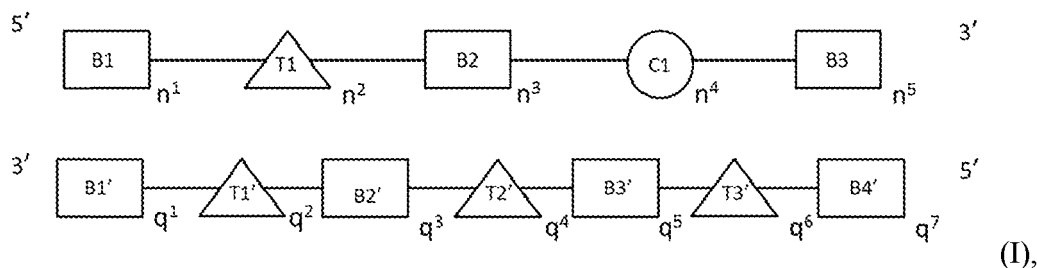 5′ 3′
B1 T1 B2 C1 B3
n¹ n² n³ n⁴ n⁵
3′ 5′
B1′ T1′ B2′ T2′ B3′ T3′ B4′
q¹ q² q³ q⁴ q⁵ q⁶ q⁷
(I),